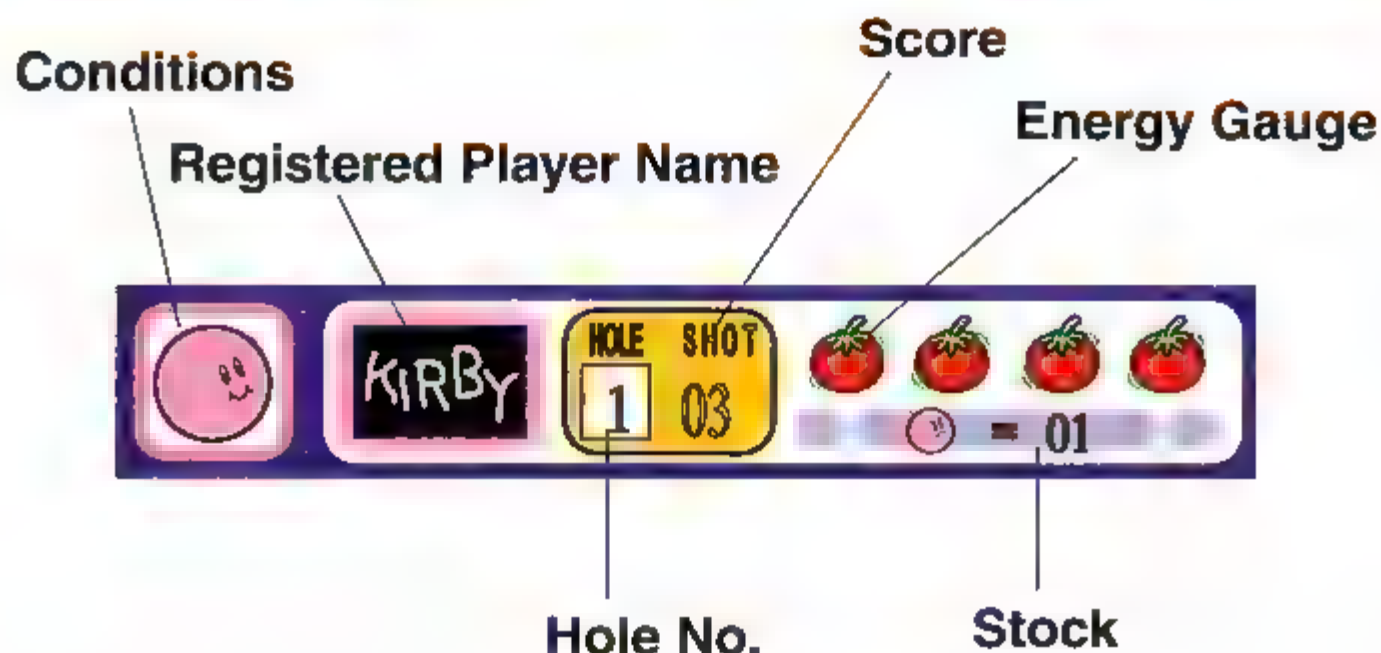 Score
Conditions
Energy Gauge
Registered Player Name
HOLE SHOT
KIRBY
1 03
= 01
Hole No.
Stock